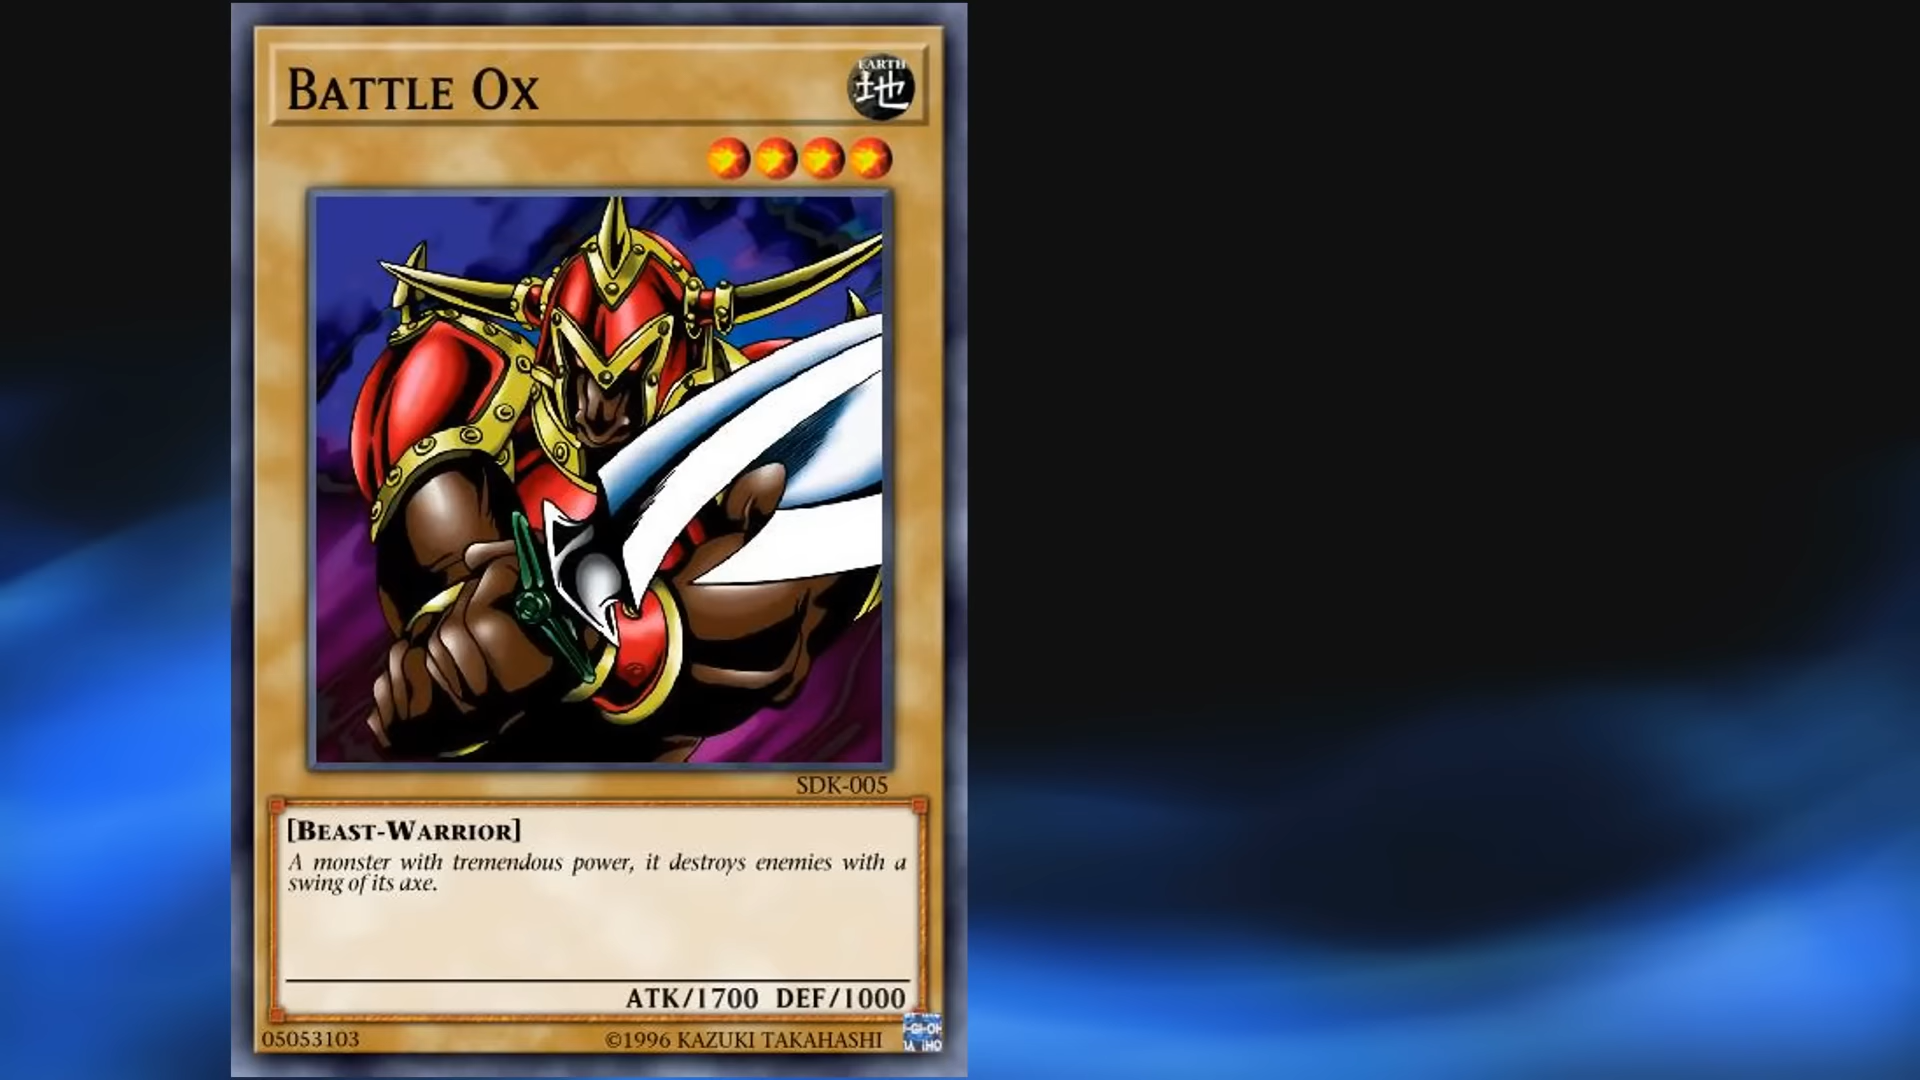 BATTLE OX
EARTH
地
SDK-005
[BEAST-WARRIOR]
A monster with tremendous power, it destroys enemies with a
swing of its axe.
ATK/1700 DEF/1000
05053103
©1996 KAZUKI TAKAHASHI